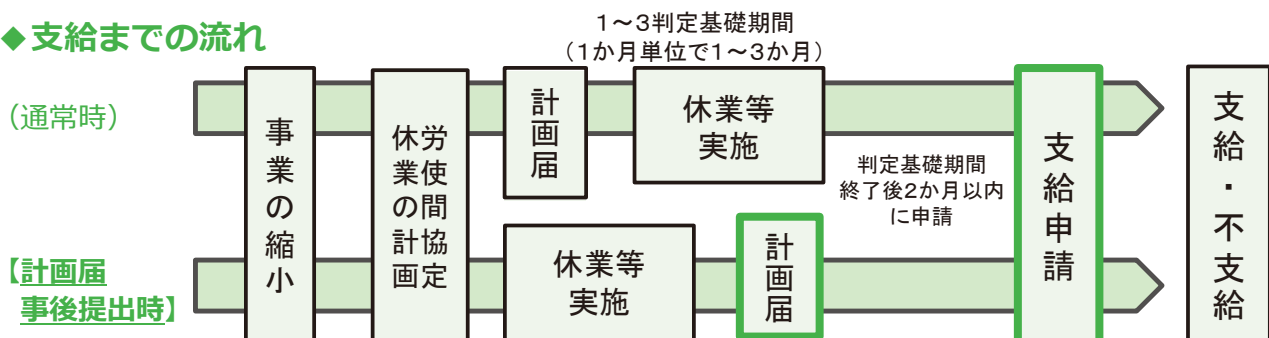 ◆支給までの流れ
1～3判定基礎期間
（1か月単位で1～3か月）
（通常時）
事業の縮小
労使間協定
休業の計画
計画届
休業等
実施
判定基礎期間
終了後2か月以内
に申請
支給申請
支給・不支給
【計画届
事後提出時】
休業等
実施
計画届